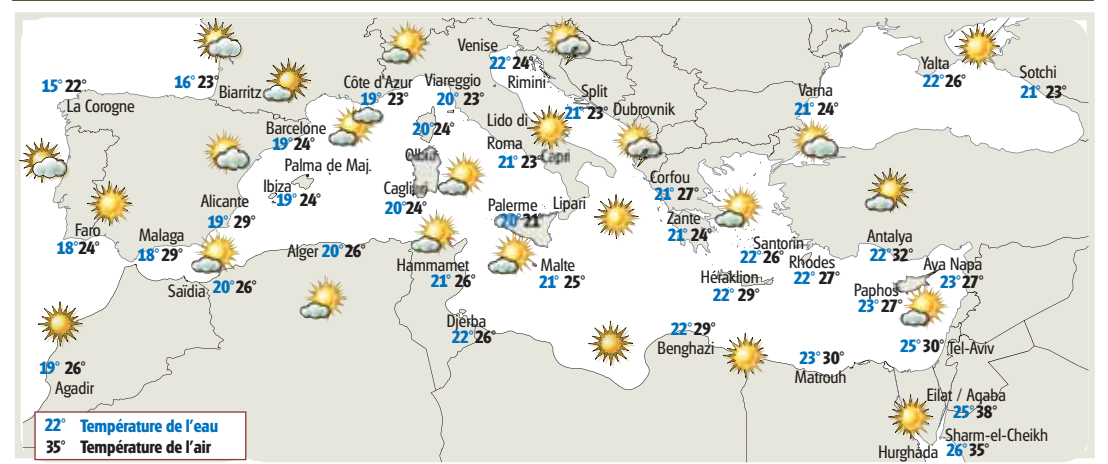 Venise
22° 24°
Rimini
Yalta
22° 26°
Sotchi
21° 23°
15° 22°
La Corogne
16° 23°
Biarritz
Côte d'Azur
19°
23°
Viareggio
20° 23°
Split
21° 23°
Dubrovnik
Varna
21° 24°
Barcelone
19° 24°
20° 24°
Lido di
Roma
21° 23°
Capri
Palma de Maj.
Olbia
Ibiza
19° 24°
Cagliari
20° 24°
Corfou
21° 27°
Alicante
19° 29°
Palerme
20° 21°
Lipari
Zante
21° 24°
Faro
18° 24°
Malaga
18° 29°
Alger 20° 26°
Santorin
22° 26°
Antalya
22° 32°
Hammamet
21° 26°
Malte
21° 25°
Héraklion
22° 29°
Rhodes
22° 27°
Aya Napa
23° 27°
Saïdia
20° 26°
Paphos
23° 27°
Djerba
22° 26°
22° 29°
Benghazi
25° 30°
Tel-Aviv
23° 30°
Matrouh
19° 26°
Agadir
Eilat / Aqaba
25° 38°
Sharm-el-Cheikh
26° 35°
Hurghada
22° Température de l'eau
35° Température de l'air